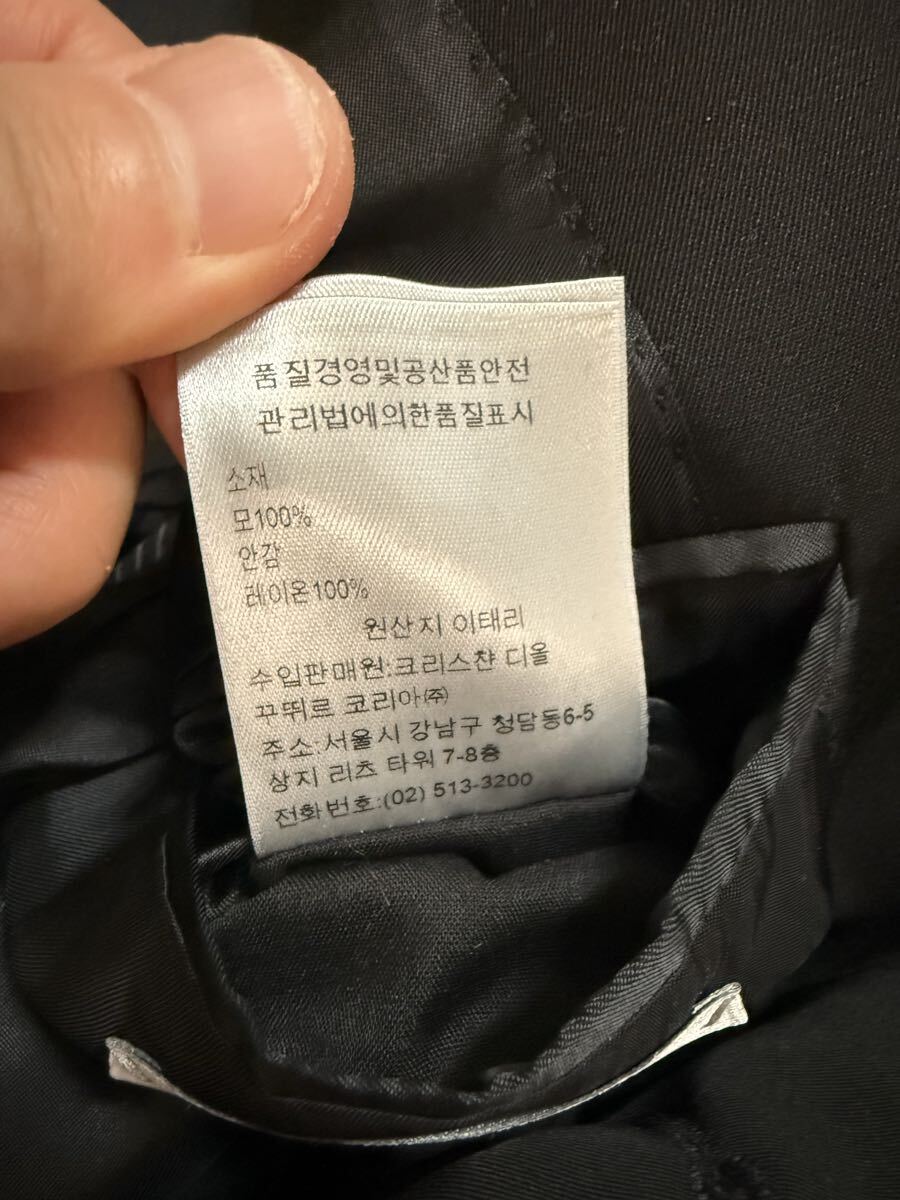 품질경영및공산품안전
관리법에의한품질표시
소재
모100%
안감
레이온100%
원산지 이태리
수입판매원:크리스챤 디올
꾸뛰르 코리아㈜
주소:서울시 강남구 청담동6-5
상지 리츠 타워 7-8층
전화번호:(02) 513-3200